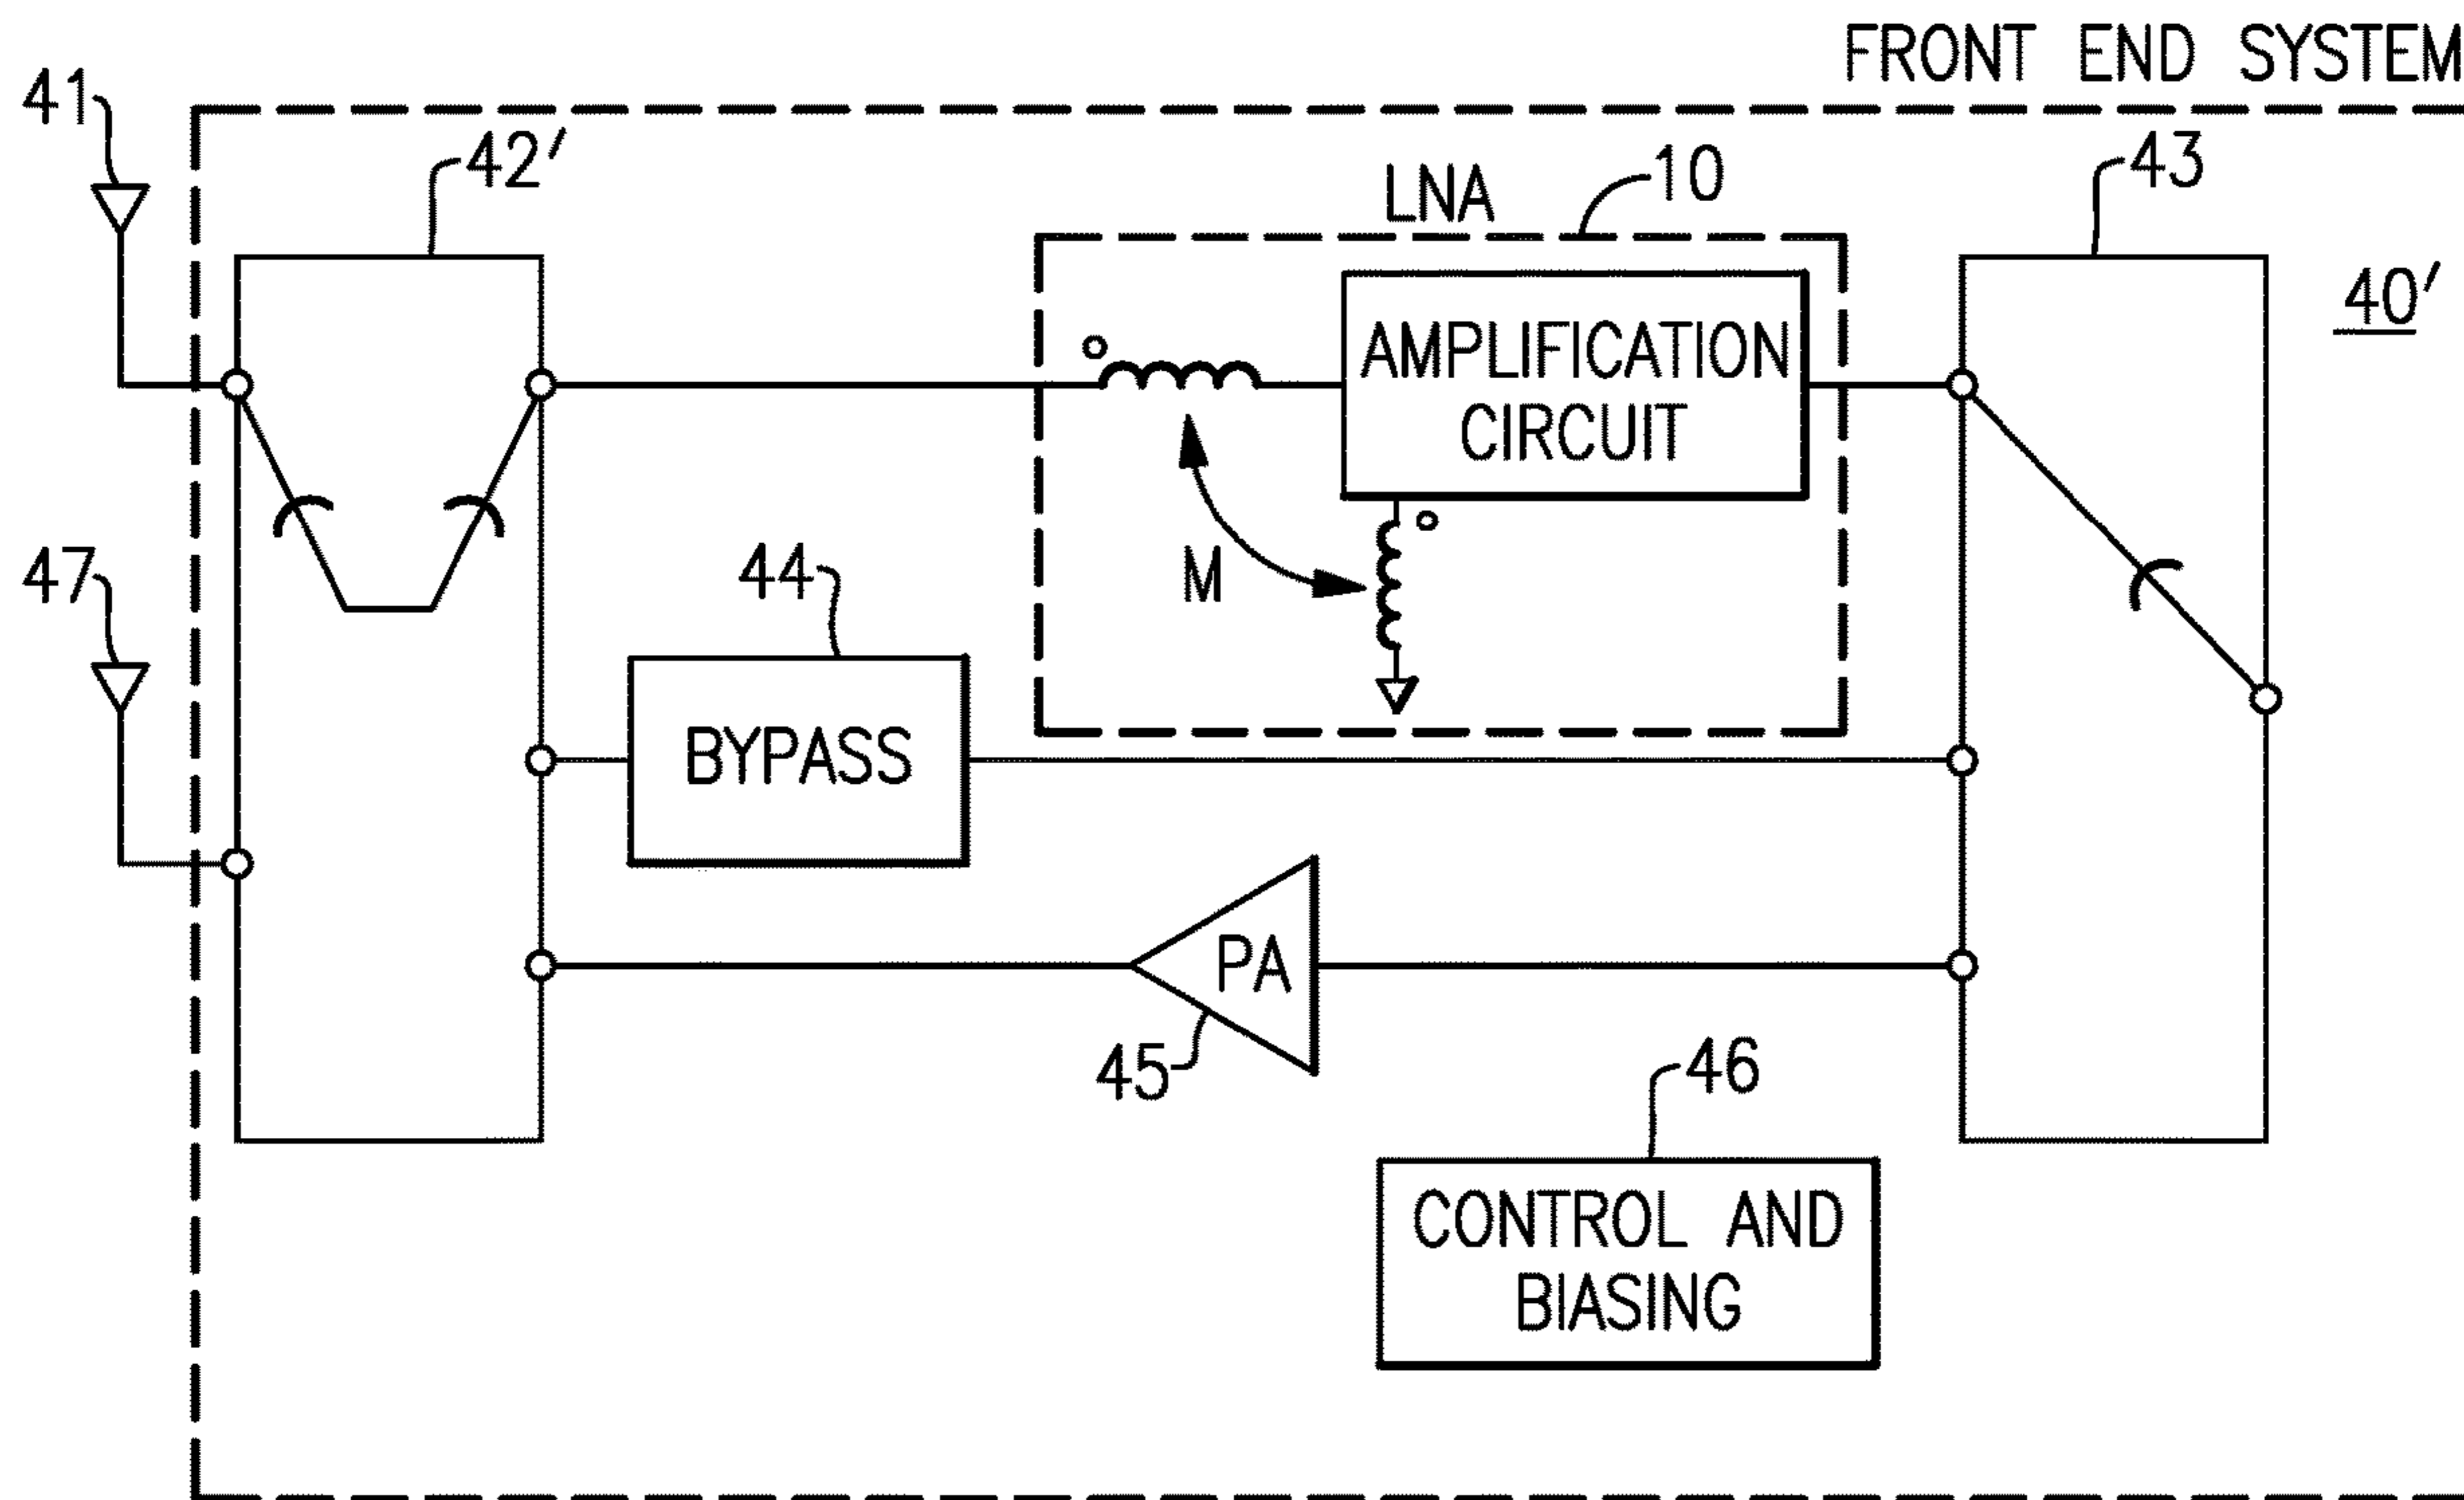 FRONT END SYSTEM
41
42'
LNA
10
43
40'
AMPLIFICATION
CIRCUIT
M
47
44
BYPASS
PA
45
46
CONTROL AND
BIASING